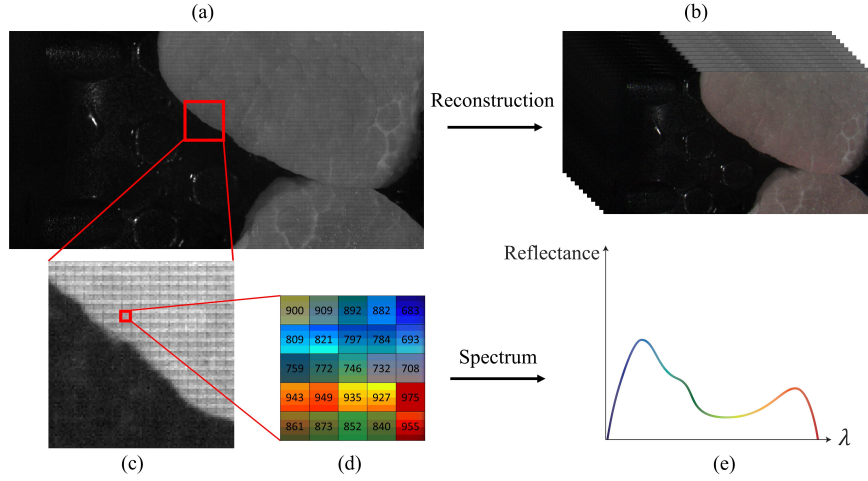 (a)
(b)
Reconstruction
Reflectance
900 909 892 882 683
809 821 797 784 693
759 772 746 732 708
943 949 935 927 975
861 873 852 840 955
Spectrum
λ
(c)
(d)
(e)